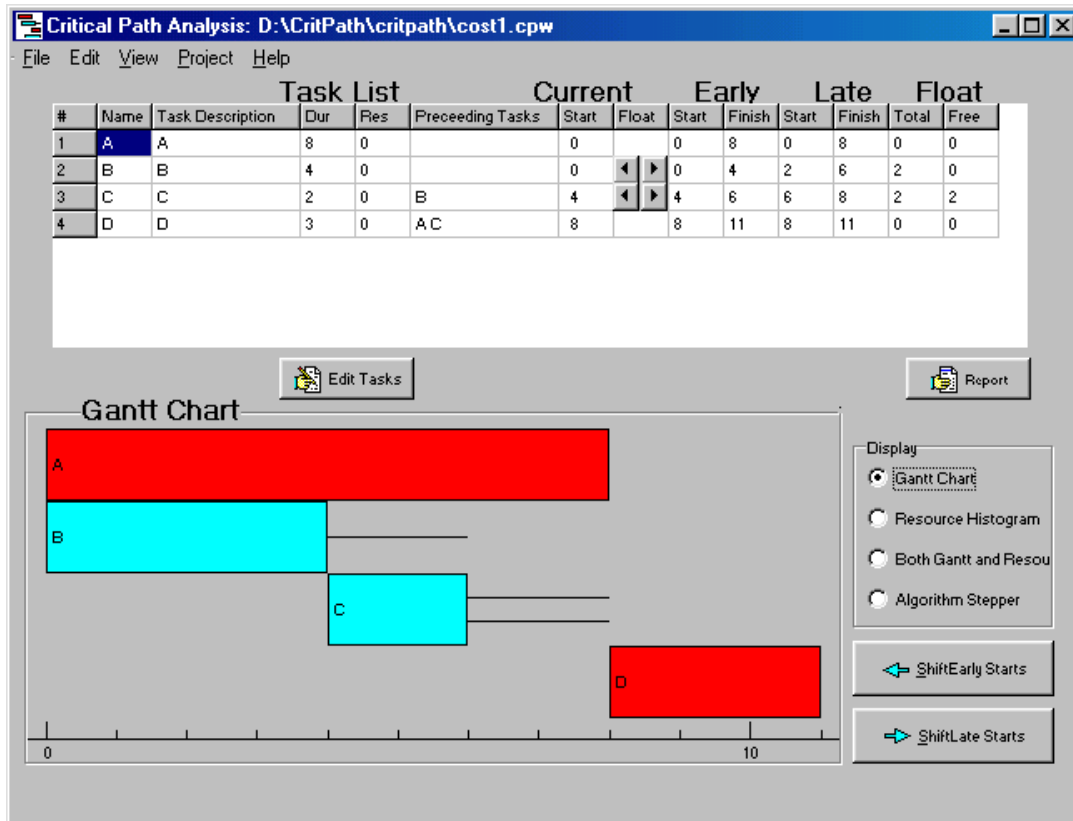 Critical Path Analysis: D:\CritPath\critpath\cost1.cpw
File Edit View Project Help
Task List Current Early Late Float
# Name Task Description Dur Res Preceeding Tasks Start Float Start Finish Start Finish Total Free
1 A A 8 0 0 0 8 0 8 0 0
2 B B 4 0 0 0 4 2 6 2 0
3 C C 2 0 B 4 4 6 6 8 2 2
4 D D 3 0 A C 8 8 11 8 11 0 0
Edit Tasks
Report
Gantt Chart
A
B
C
D
0 10
Display
Gantt Chart
Resource Histogram
Both Gantt and Resou
Algorithm Stepper
ShiftEarly Starts
ShiftLate Starts